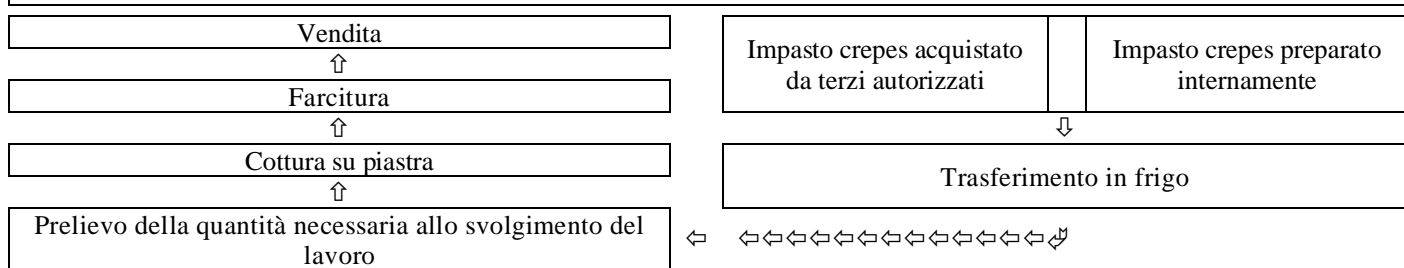 Vendita
⇧
Farcitura
⇧
Cottura su piastra
⇧
Prelievo della quantità necessaria allo svolgimento del
lavoro
Impasto crepes acquistato
da terzi autorizzati
Impasto crepes preparato
internamente
⇩
Trasferimento in frigo
⇦ ⇦⇦⇦⇦⇦⇦⇦⇦⇦⇦⇦⇦⇦